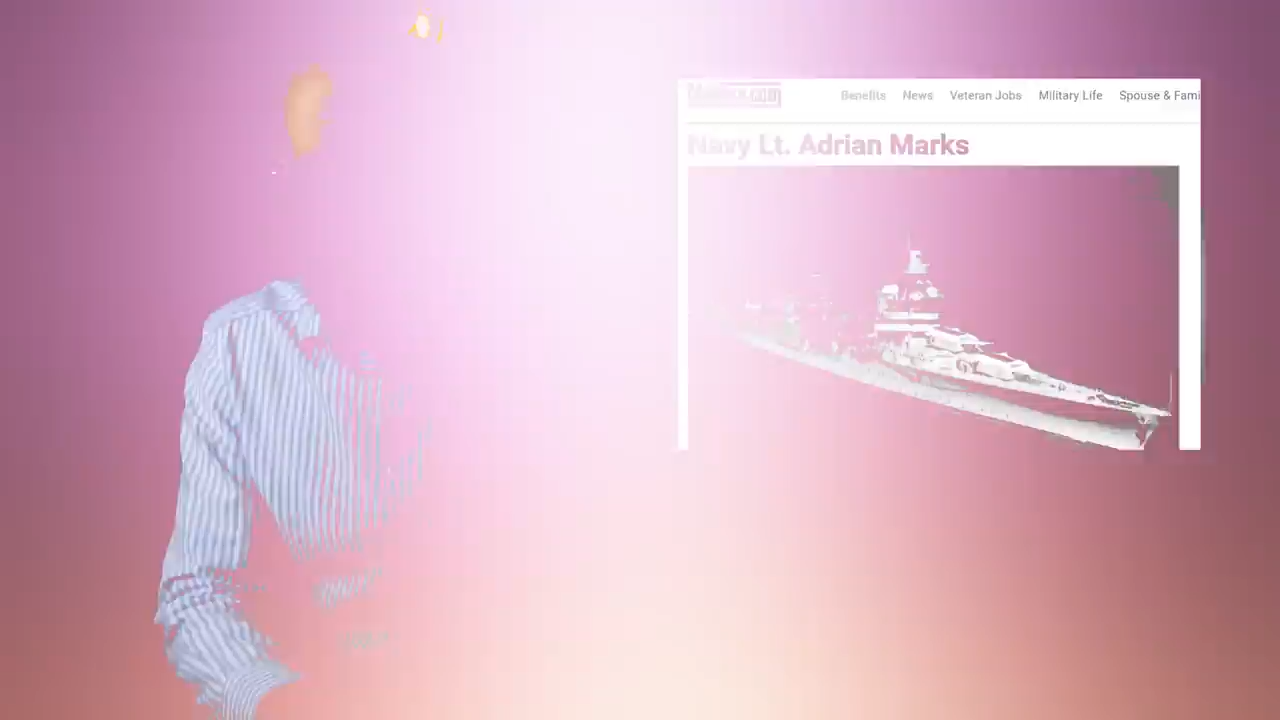 Benefits News Veteran Jobs Military Life Spouse & Fami
Navy Lt. Adrian Marks